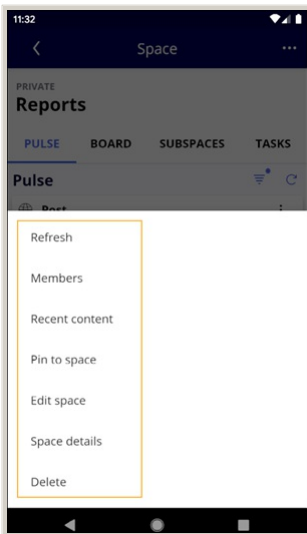 11:32
Space
PRIVATE
Reports
PULSE BOARD SUBSPACES TASKS
Pulse
Post
Refresh
Members
Recent content
Pin to space
Edit space
Space details
Delete